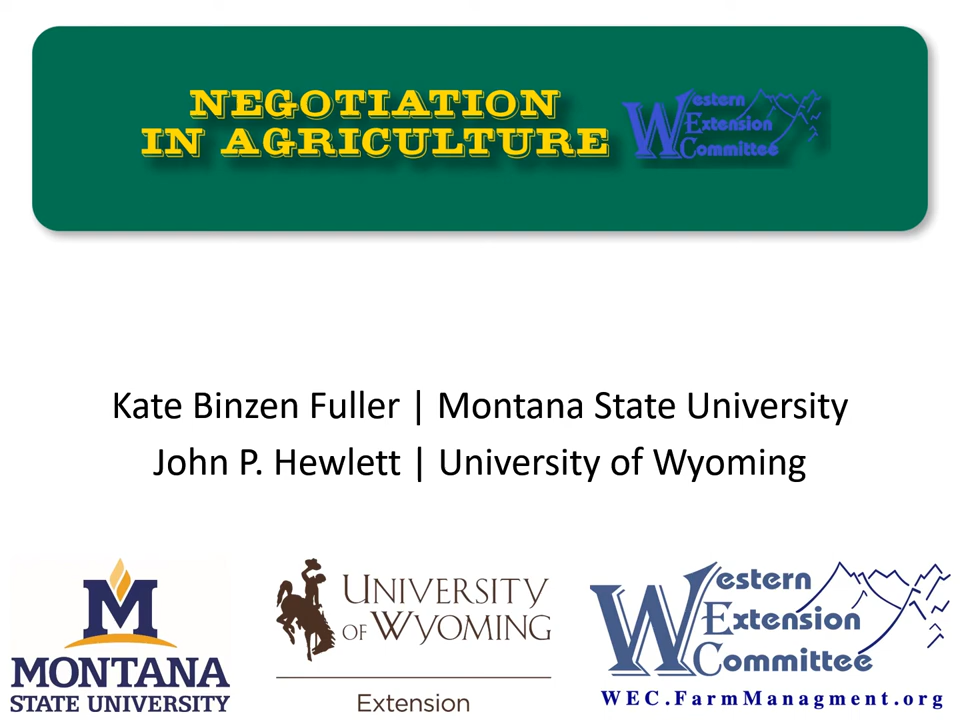 NEGOTIATION
IN AGRICULTURE
Western
Extension
Committee
Kate Binzen Fuller | Montana State University
John P. Hewlett | University of Wyoming
M
MONTANA
STATE UNIVERSITY
UNIVERSITY
OF WYOMING
Extension
Western
Extension
Committee
WEC.FarmManagment.org